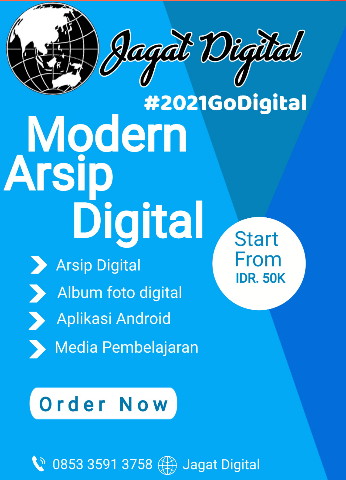 Jagat Digital
#2021GoDigital
Modern
Arsip
Digital
Start
From
IDR. 50K
Arsip Digital
Album foto digital
Aplikasi Android
Media Pembelajaran
Order Now
0853 3591 3758 Jagat Digital